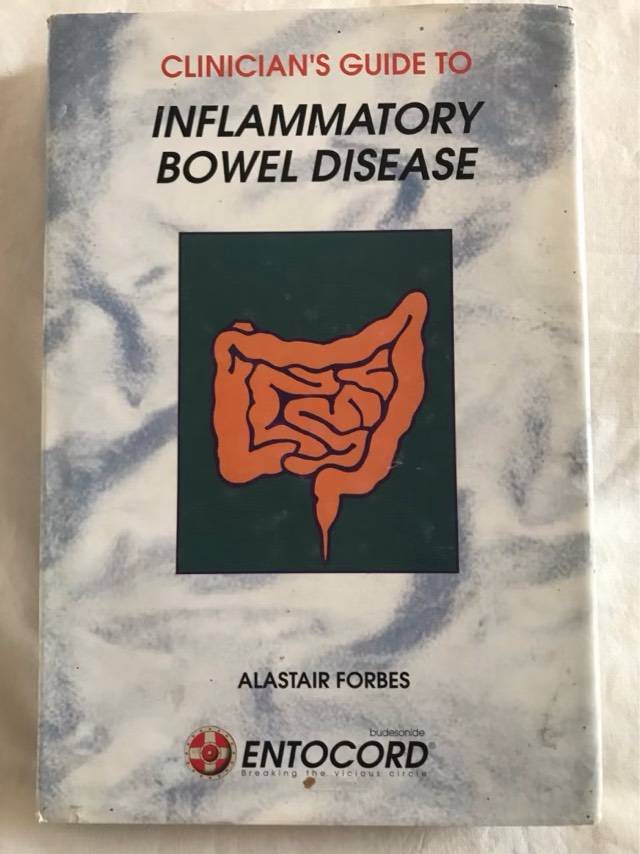 CLINICIAN'S GUIDE TO
INFLAMMATORY
BOWEL DISEASE
ALASTAIR FORBES
budesonide
ENTOCORD®
Breaking the vicious circle